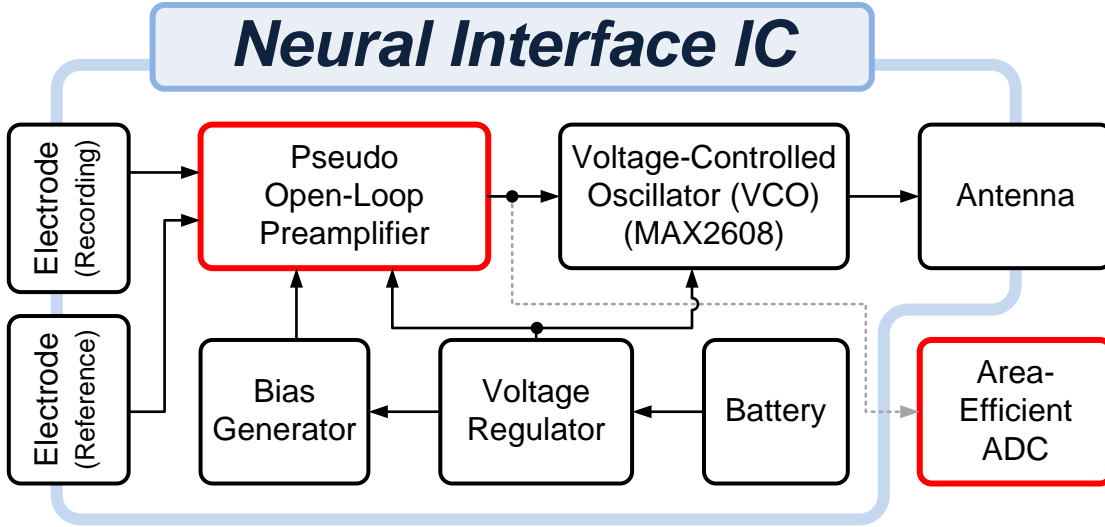 Neural Interface IC
Electrode
(Recording)
Pseudo
Open-Loop
Preamplifier
Voltage-Controlled
Oscillator (VCO)
(MAX2608)
Antenna
Electrode
(Reference)
Bias
Generator
Voltage
Regulator
Battery
Area-
Efficient
ADC